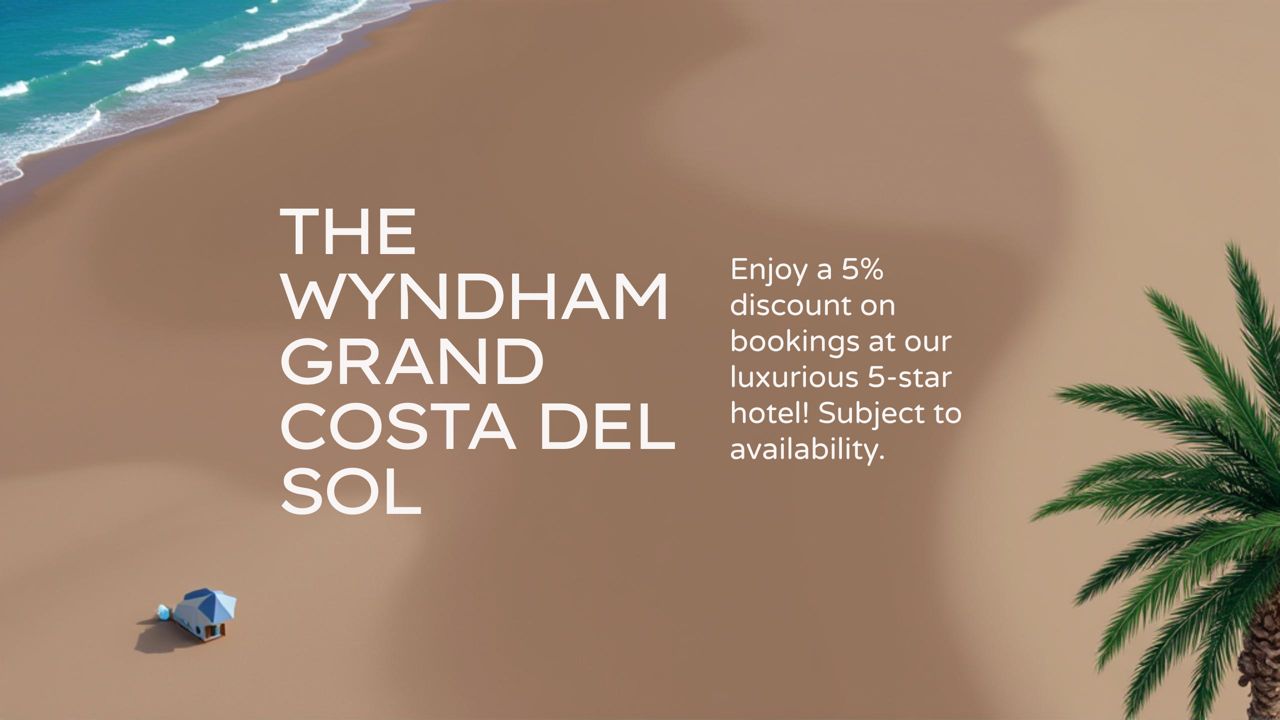 THE
WYNDHAM
GRAND
COSTA DEL
SOL
Enjoy a 5%
discount on
bookings at our
luxurious 5-star
hotel! Subject to
availability.